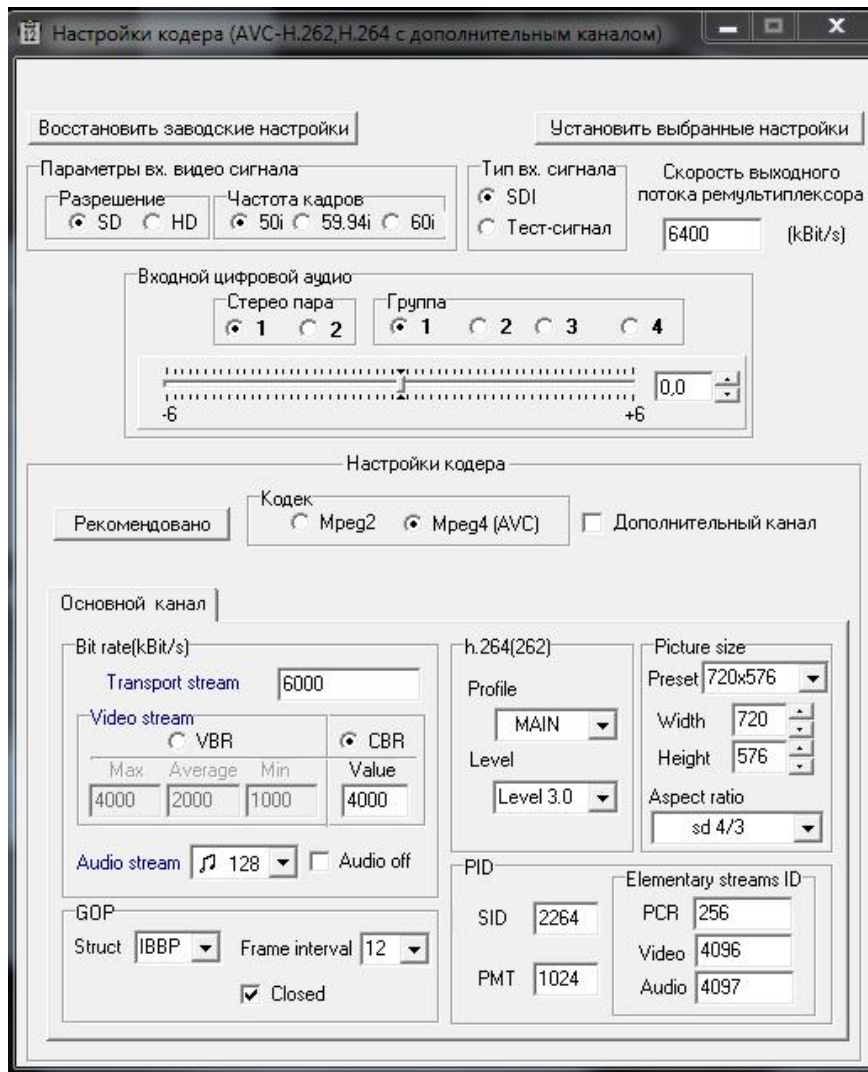 12 Настройки кодера (AVC-H.262,H.264 с дополнительным каналом)
Восстановить заводские настройки Установить выбранные настройки
Параметры вх. видео сигнала
Разрешение Частота кадров
SD HD 50i 59.94i 60i
Тип вх. сигнала
SDI
Тест-сигнал
Скорость выходного
потока ремультиплексора
6400 (kBit/s)
Входной цифровой аудио
Стерео пара Группа
1 2 1 2 3 4
0,0
-6 +6
Настройки кодера
Рекомендовано
Кодек
Mpeg2 Mpeg4 (AVC) Дополнительный канал
Основной канал
Bit rate(kBit/s)
Transport stream 6000
Video stream
VBR CBR
Max Average Min Value
4000 2000 1000 4000
Audio stream 128 Audio off
GOP
Struct IBBP Frame interval 12
Closed
h.264(262)
Profile
MAIN
Level
Level 3.0
Picture size
Preset 720x576
Width 720
Height 576
Aspect ratio
sd 4/3
PID
SID 2264
PMT 1024
Elementary streams ID
PCR 256
Video 4096
Audio 4097